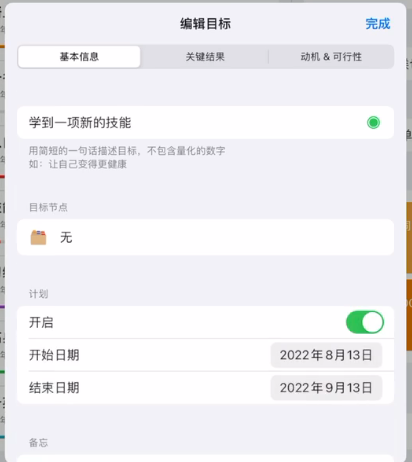 编辑目标
完成
基本信息
关键结果
动机 & 可行性
学到一项新的技能
用简短的一句话描述目标，不包含量化的数字
如：让自己变得更健康
目标节点
无
计划
开启
开始日期
2022年8月13日
结束日期
2022年9月13日
备忘